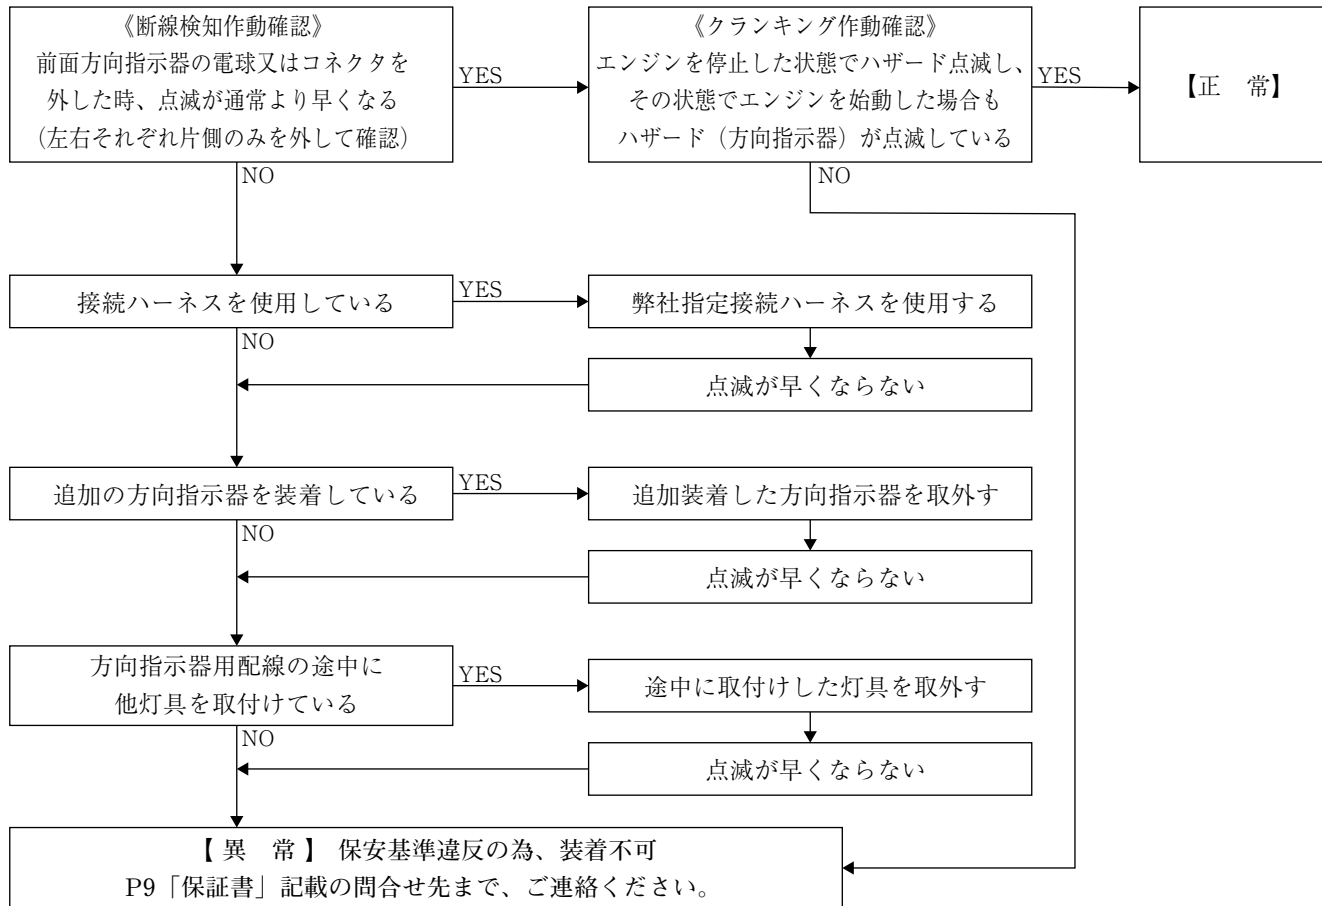 《断線検知作動確認》
前面方向指示器の電球又はコネクタを
外した時、点滅が通常より早くなる
(左右それぞれ片側のみを外して確認)
YES
《クランキング作動確認》
エンジンを停止した状態でハザード点滅し、
その状態でエンジンを始動した場合も
ハザード(方向指示器)が点滅している
YES
【正　常】
NO
NO
接続ハーネスを使用している
YES
弊社指定接続ハーネスを使用する
NO
点滅が早くならない
追加の方向指示器を装着している
YES
追加装着した方向指示器を取外す
NO
点滅が早くならない
方向指示器用配線の途中に
他灯具を取付けている
YES
途中に取付けした灯具を取外す
NO
点滅が早くならない
【 異　常 】 保安基準違反の為、装着不可
P9「保証書」記載の問合せ先まで、ご連絡ください。